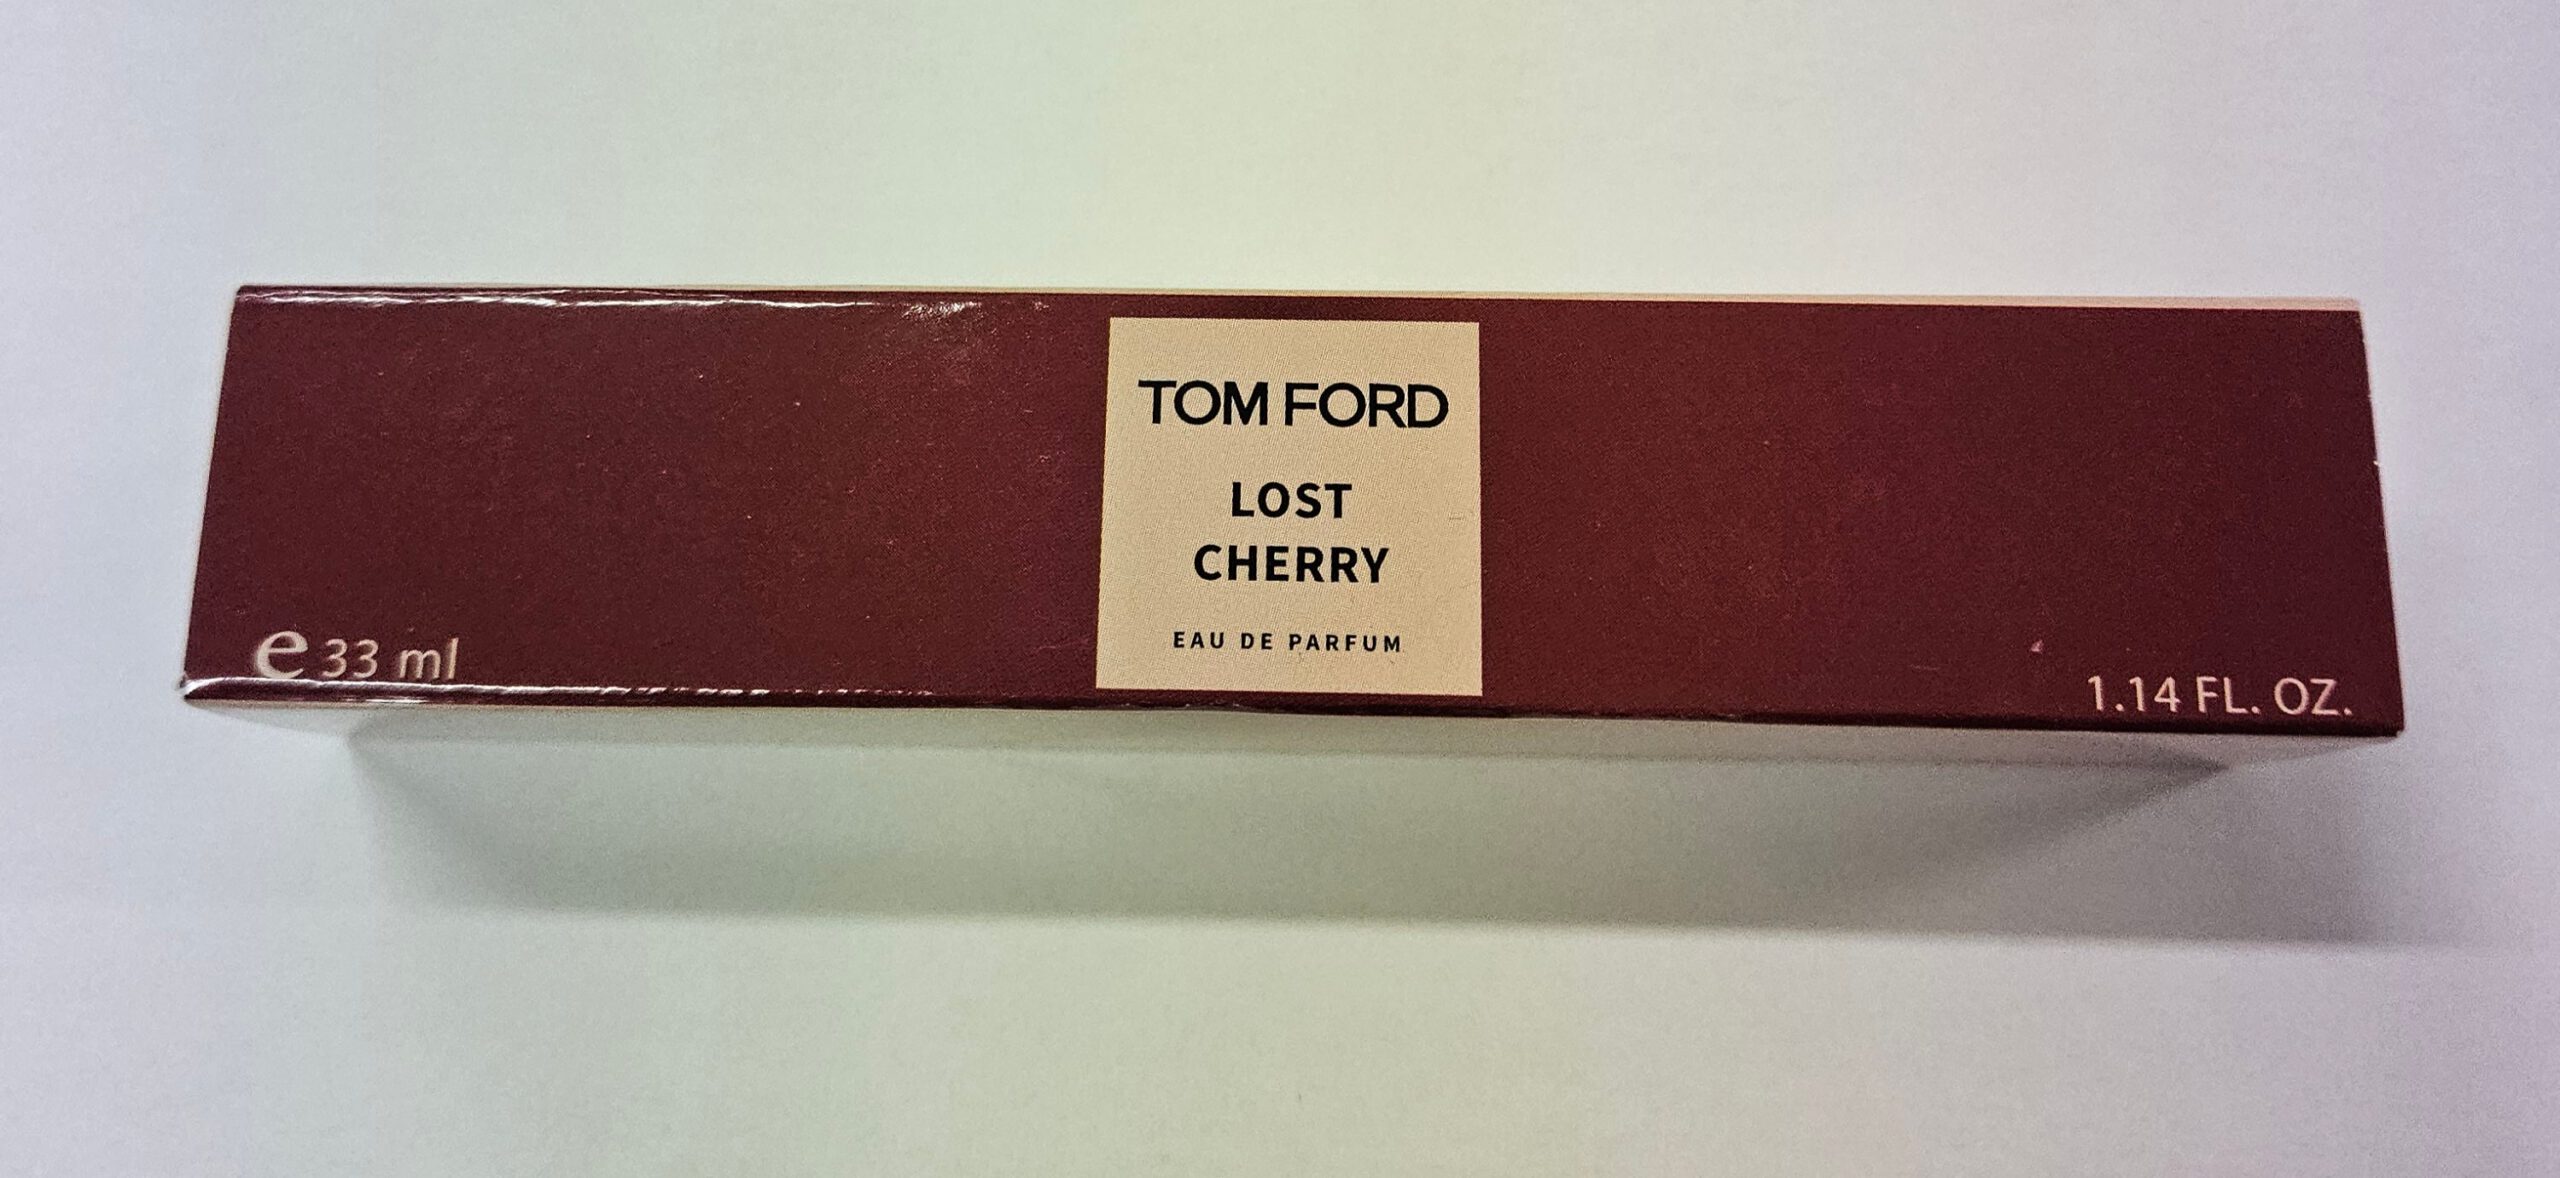 TOM FORD
LOST
CHERRY
EAU DE PARFUM
e 33 ml
1.14 FL. OZ.